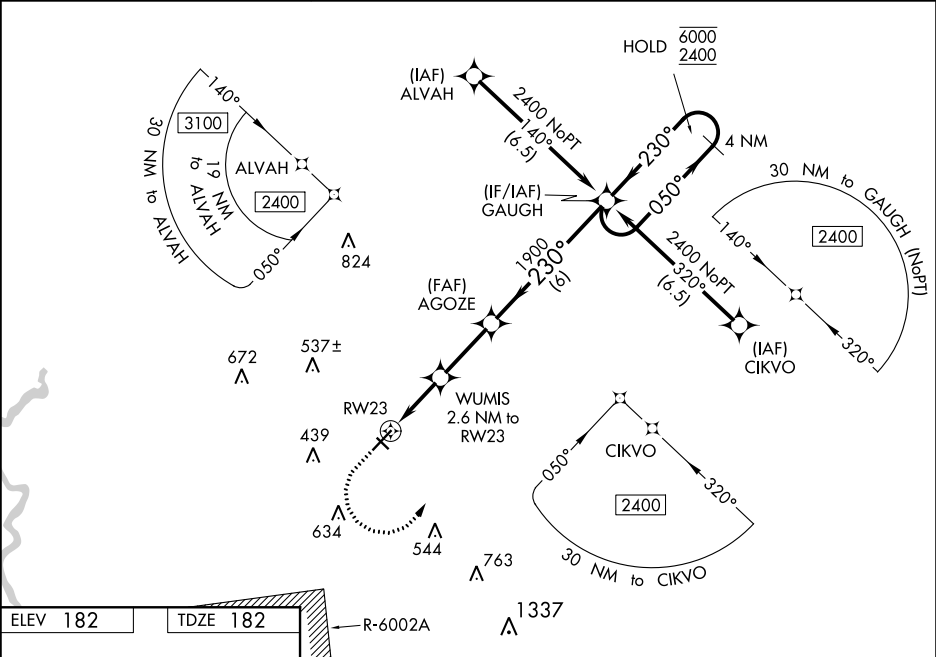 HOLD
6000
2400
(IAF)
ALVAH
2400 NoPT
140°
(6.5)
230°
4 NM
050°
(IF/IAF)
GAUGH
140°
3100
30 NM to ALVAH
19 NM
to ALVAH
ALVAH
2400
050°
824
30 NM to GAUGH (NoPT)
140°
2400
320°
2400 NoPT
320°
(6.5)
(IAF)
CIKVO
1900
230°
(6)
(FAF)
AGOZE
672
537±
WUMIS
2.6 NM to
RW23
RW23
439
634
544
763
1337
CIKVO
050°
320°
2400
30 NM to CIKVO
ELEV 182
TDZE 182
R-6002A